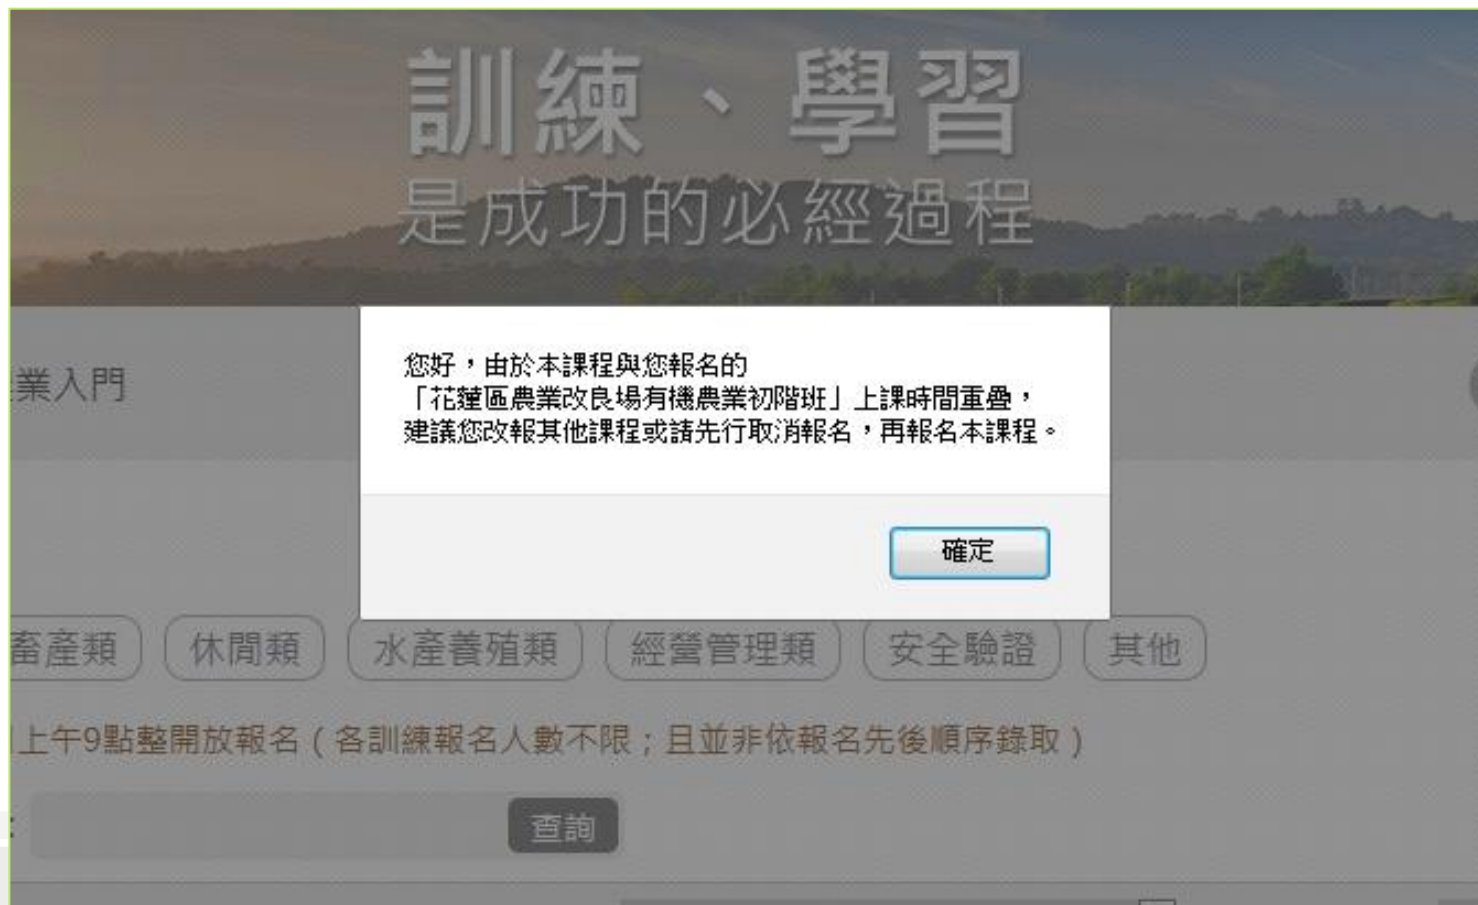 訓練、學習
是成功的必經過程
業入門
您好，由於本課程與您報名的
「花蓮區農業改良場有機農業初階班」上課時間重疊，
建議您改報其他課程或請先行取消報名，再報名本課程。
確定
畜產類 休閒類 水產養殖類 經營管理類 安全驗證 其他
上午9點整開放報名（各訓練報名人數不限；且並非依報名先後順序錄取）
查詢